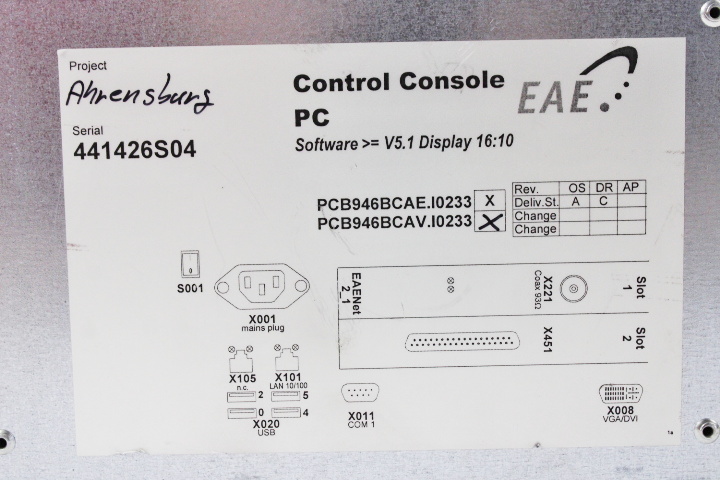 Project
Ahrensburg
Serial
441426S04
Control Console
PC
Software >= V5.1 Display 16:10
EAE
PCB946BCAE.I0233 X
PCB946BCAV.I0233 X
Rev. OS DR AP
Deliv.St. A C
Change
Change
S001
X001
mains plug
EAENet
2_1
X221
Coax 93Ω
Slot
1
X451
Slot
2
X105
n.c.
X101
LAN 10/100
2 5
0 4
X020
USB
X011
COM 1
X008
VGA/DVI